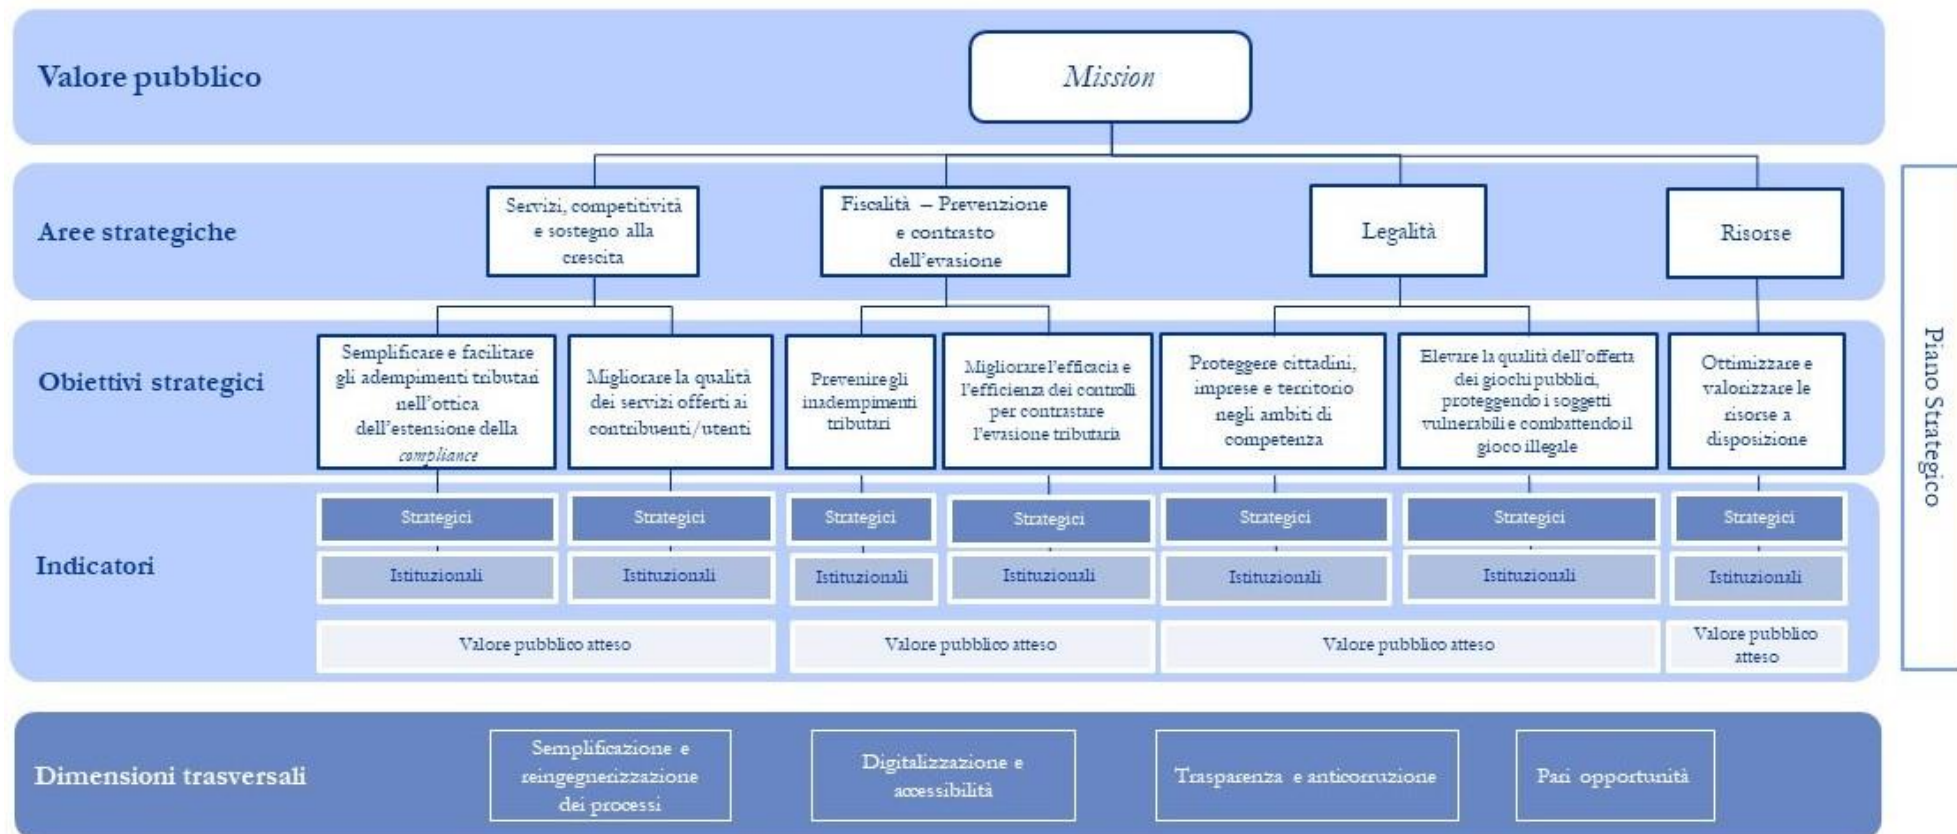 Valore pubblico
Mission
Aree strategiche
Servizi, competitività
e sostegno alla
crescita
Fiscalità – Prevenzione
e contrasto
dell'evasione
Legalità
Risorse
Obiettivi strategici
Semplificare e facilitare
gli adempimenti tributari
nell'ottica
dell'estensione della
compliance
Migliorare la qualità
dei servizi offerti ai
contribuenti/utenti
Prevenire gli
inadempimenti
tributari
Migliorare l'efficacia e
l'efficienza dei controlli
per contrastare
l'evasione tributaria
Proteggere cittadini,
imprese e territorio
negli ambiti di
competenza
Elevare la qualità dell'offerta
dei giochi pubblici,
proteggendo i soggetti
vulnerabili e combattendo il
gioco illegale
Ottimizzare e
valorizzare le
risorse a
disposizione
Piano Strategico
Indicatori
Strategici
Strategici
Strategici
Strategici
Strategici
Strategici
Strategici
Istituzionali
Istituzionali
Istituzionali
Istituzionali
Istituzionali
Istituzionali
Istituzionali
Valore pubblico atteso
Valore pubblico atteso
Valore pubblico atteso
Valore pubblico
atteso
Dimensioni trasversali
Semplificazione e
reingegnerizzazione
dei processi
Digitalizzazione e
accessibilità
Trasparenza e anticorruzione
Pari opportunità